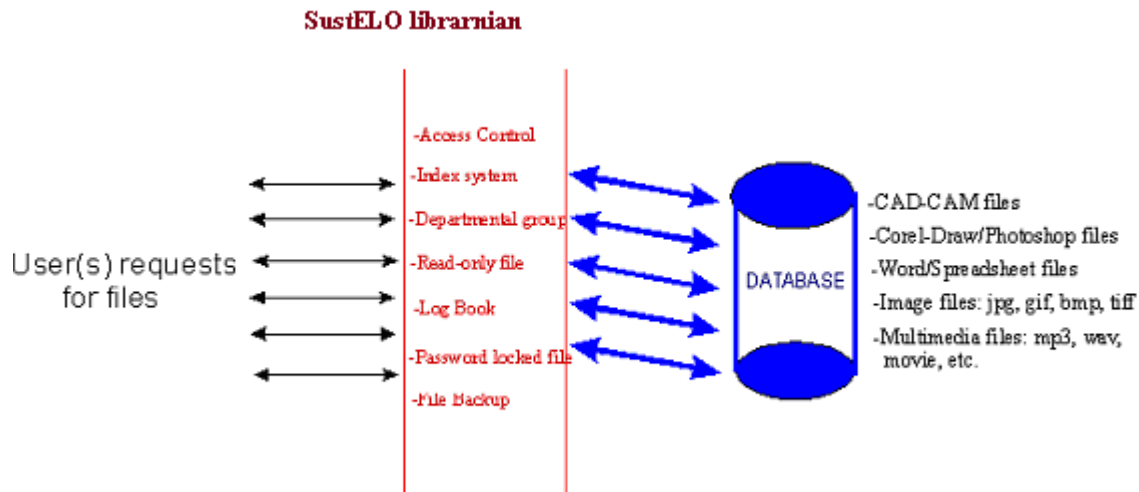 SustELO librarnian
-Access Control
-Index system
-Departmental group
-Read-only file
-Log Book
-Password locked file
-File Backup
User(s) requests
for files
DATABASE
-CAD-CAM files
-Corel-Draw/Photoshop files
-Word/Spreadsheet files
-Image files: jpg, gif, bmp, tiff
-Multimedia files: mp3, wav,
movie, etc.